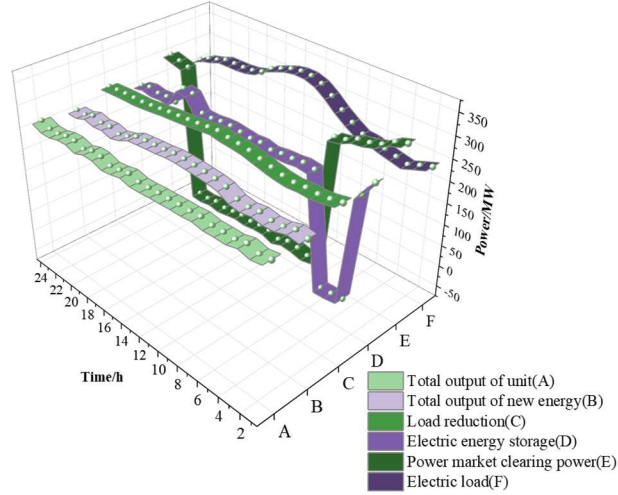 350
300
250
200
150
100
50
0
-50
Power/MW
24
22
20
18
16
14
12
10
8
6
4
2
Time/h
A
B
C
D
E
F
Total output of unit(A)
Total output of new energy(B)
Load reduction(C)
Electric energy storage(D)
Power market clearing power(E)
Electric load(F)